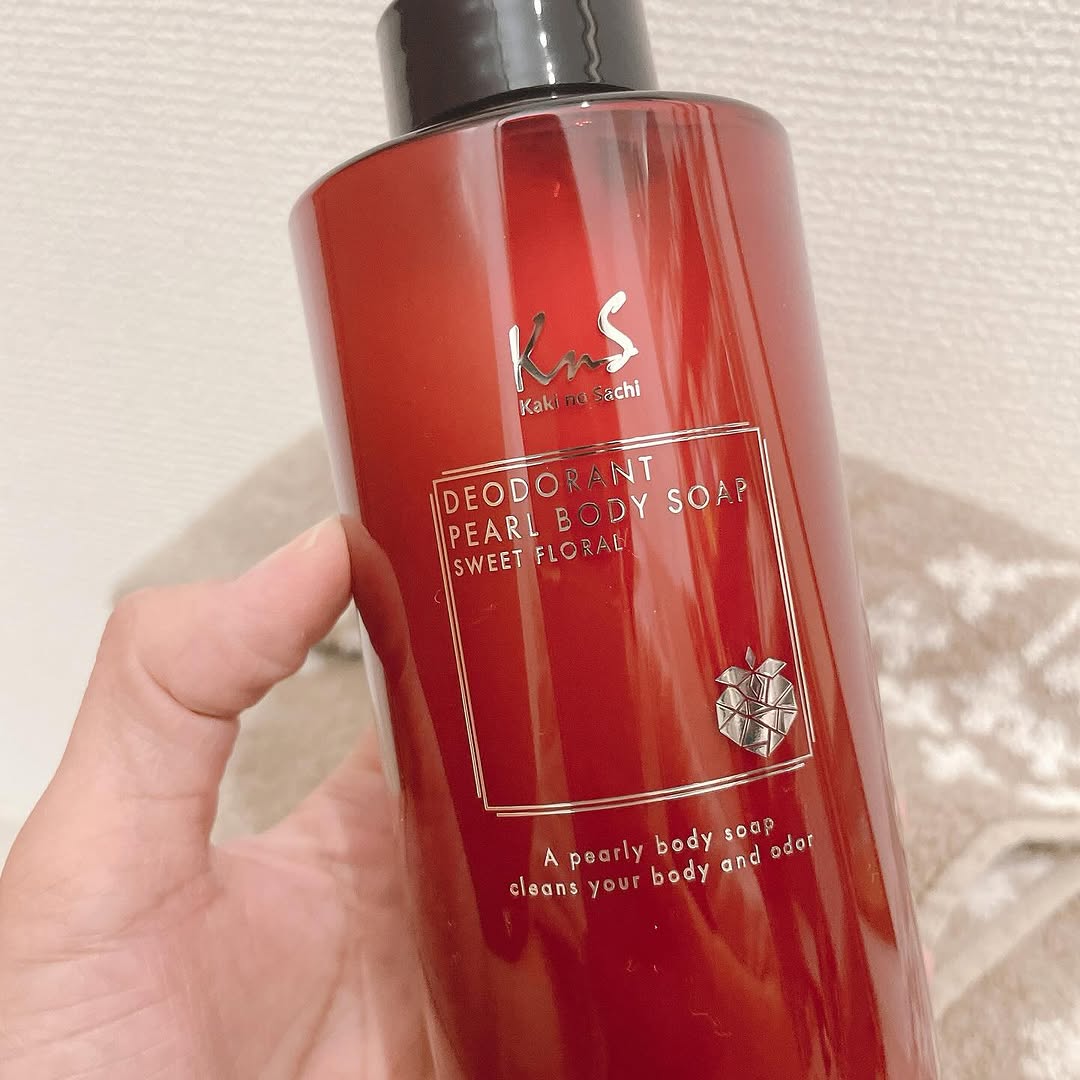 KnS
Kaki no Sachi
DEODORANT
PEARL BODY SOAP
SWEET FLORAL
A pearly body soap
cleans your body and odor